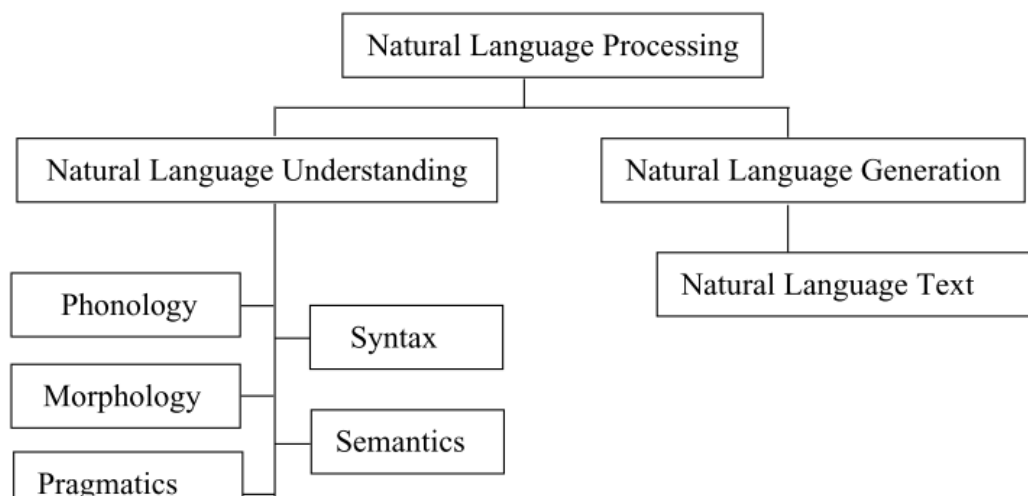 Natural Language Processing
Natural Language Understanding
Natural Language Generation
Natural Language Text
Phonology
Syntax
Morphology
Semantics
Pragmatics